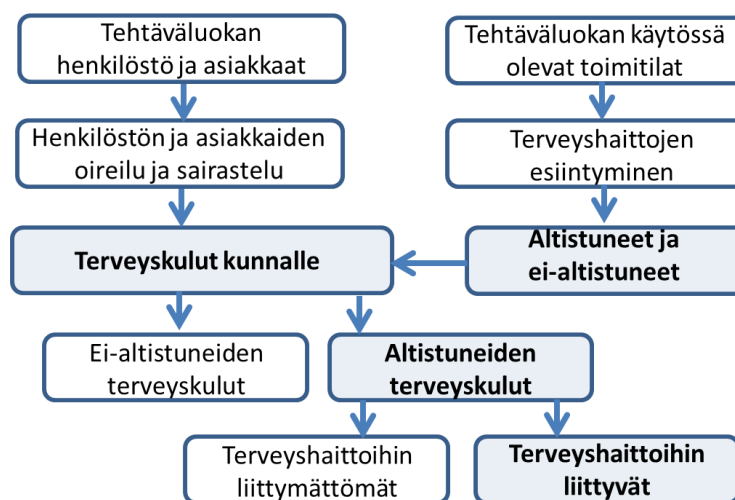 Tehtäväluokan
henkilöstö ja asiakkaat
Tehtäväluokan käytössä
olevat toimitilat
Henkilöstön ja asiakkaiden
oireilu ja sairastelu
Terveyshaittojen
esiintyminen
Terveyskulut kunnalle
Altistuneet ja
ei-altistuneet
Ei-altistuneiden
terveyskulut
Altistuneiden
terveyskulut
Terveyshaittoihin
liittymättömät
Terveyshaittoihin
liittyvät